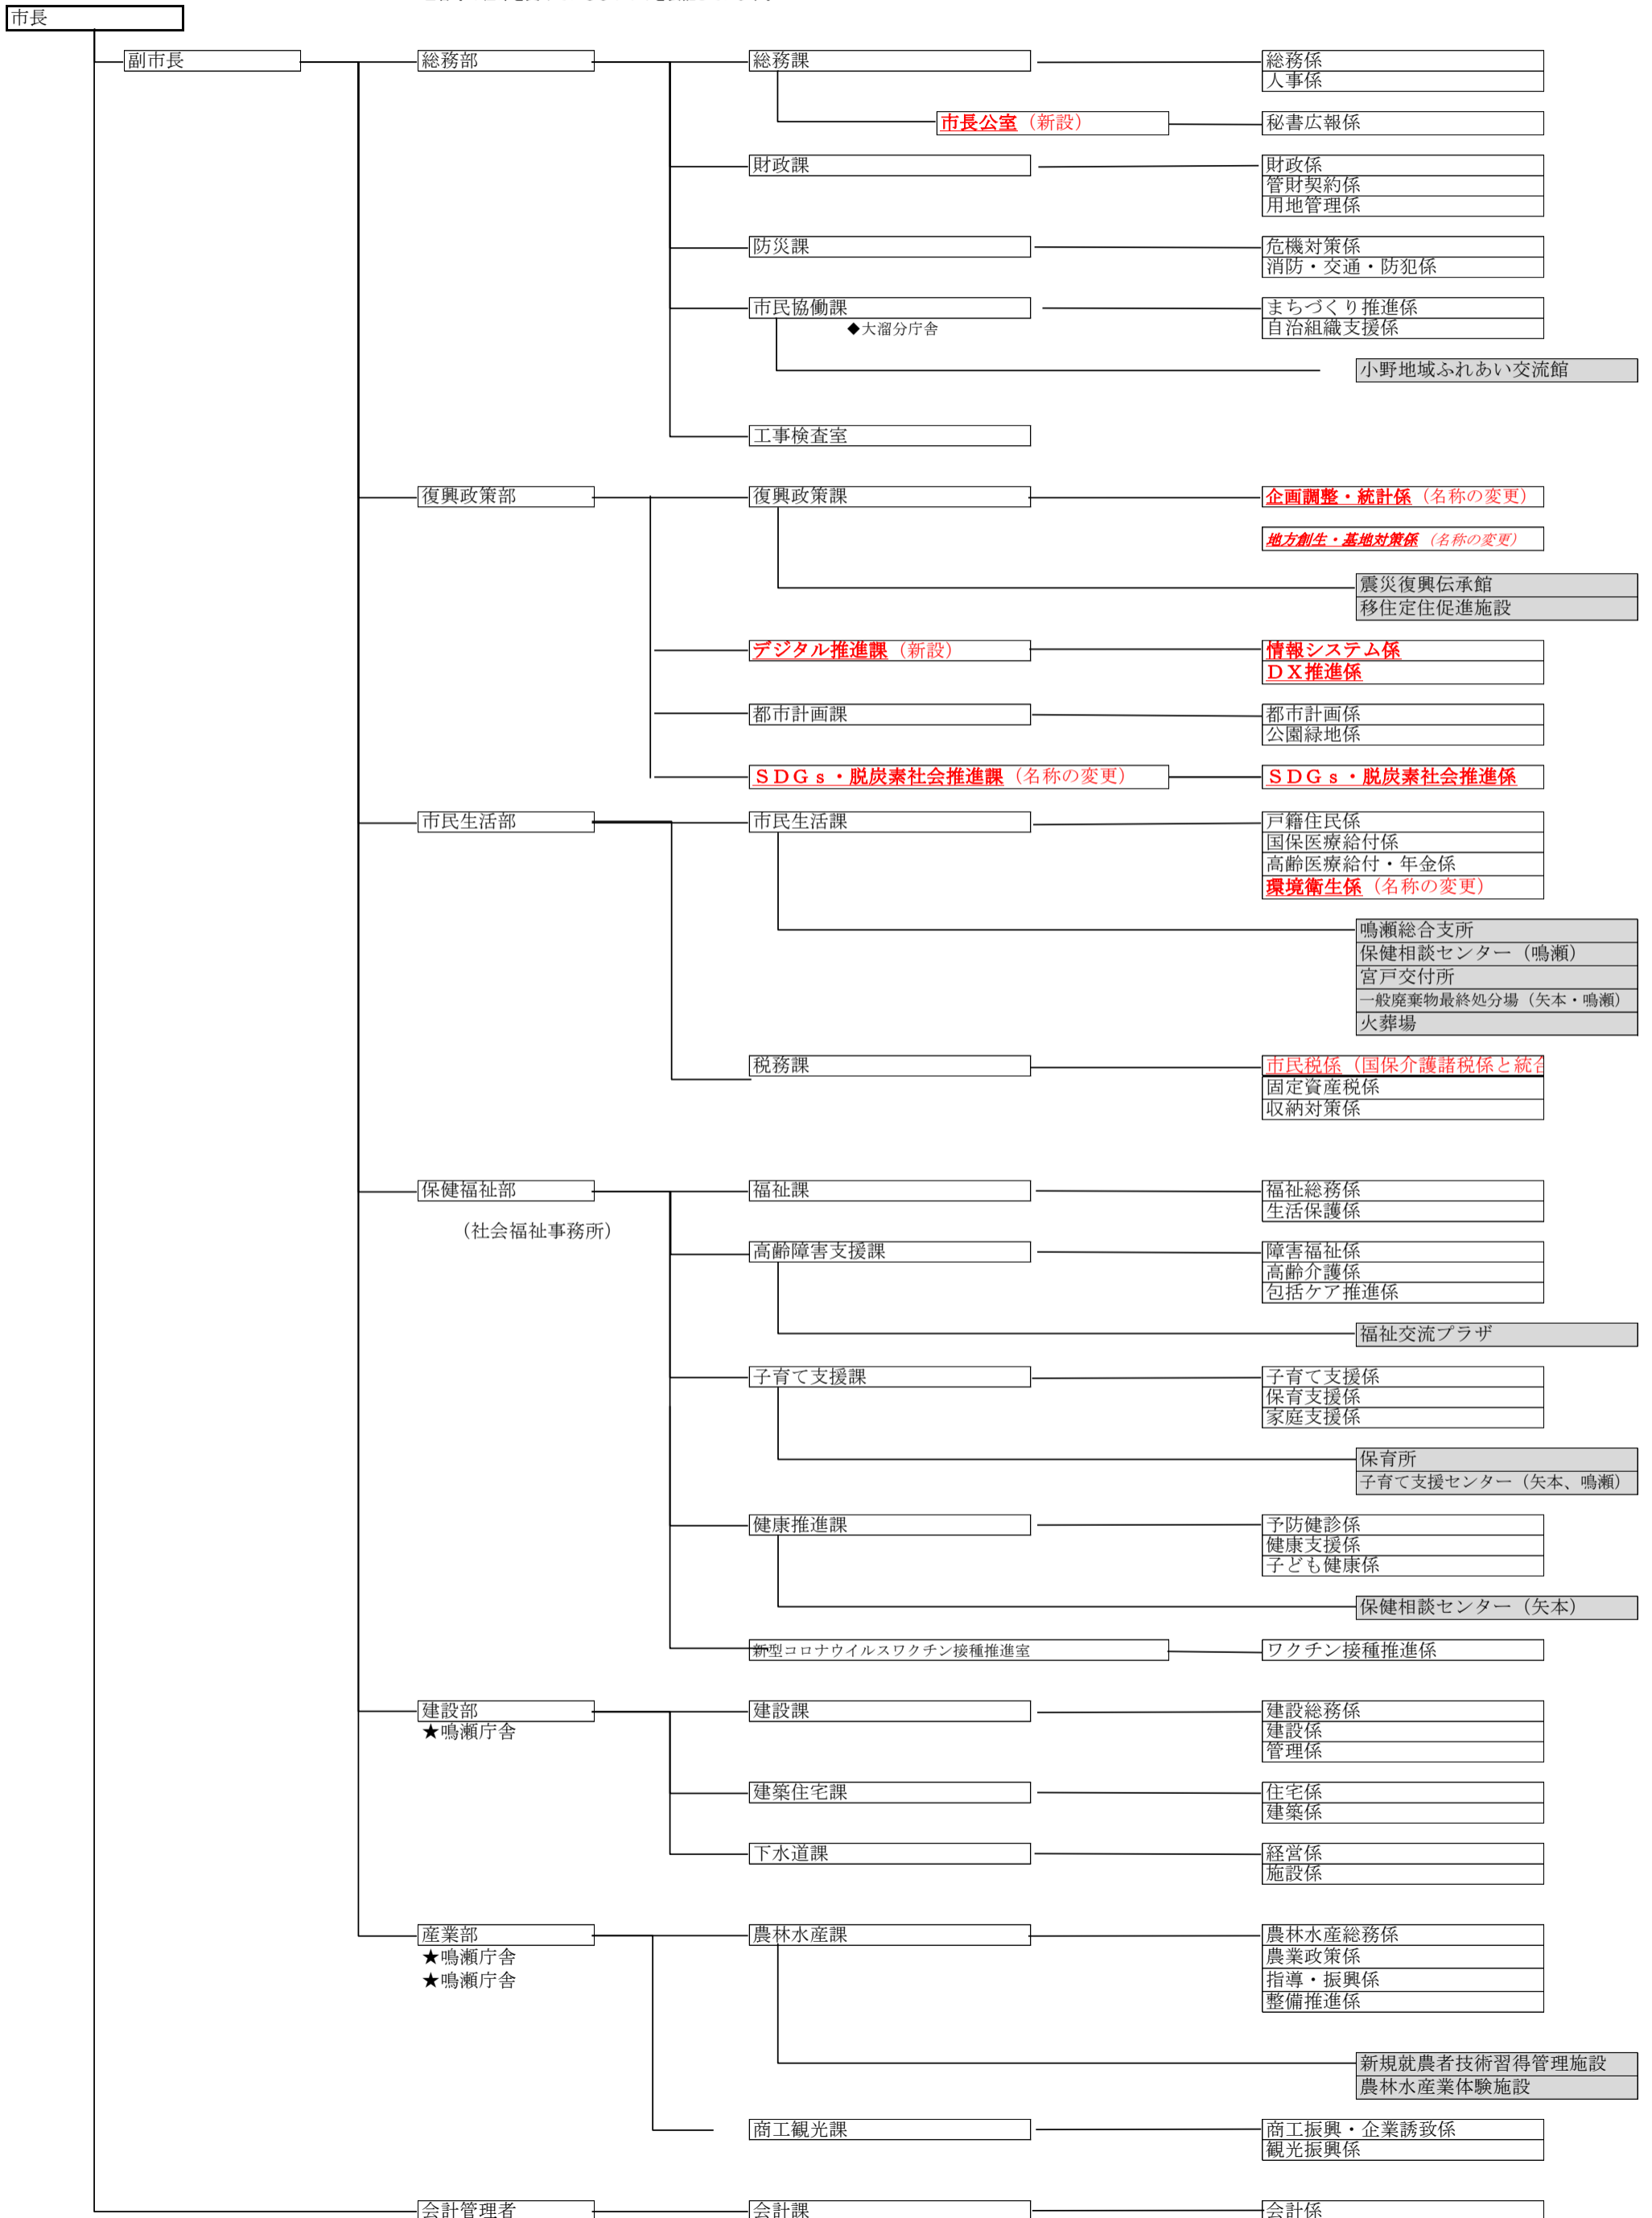 市長
副市長
総務部
総務課
総務係
人事係
市長公室（新設）
秘書広報係
財政課
財政係
管財契約係
用地管理係
防災課
危機対策係
消防・交通・防犯係
市民協働課
まちづくり推進係
◆大溜分庁舎
自治組織支援係
小野地域ふれあい交流館
工事検査室
復興政策部
復興政策課
企画調整・統計係（名称の変更）
地方創生・基地対策係（名称の変更）
震災復興伝承館
移住定住促進施設
デジタル推進課（新設）
情報システム係
ＤＸ推進係
都市計画課
都市計画係
公園緑地係
ＳＤＧｓ・脱炭素社会推進課（名称の変更）
ＳＤＧｓ・脱炭素社会推進係
市民生活部
市民生活課
戸籍住民係
国保医療給付係
高齢医療給付・年金係
環境衛生係（名称の変更）
鳴瀬総合支所
保健相談センター（鳴瀬）
宮戸交付所
一般廃棄物最終処分場（矢本・鳴瀬）
火葬場
税務課
市民税係（国保介護諸税係と統合
固定資産税係
収納対策係
保健福祉部
福祉課
福祉総務係
生活保護係
（社会福祉事務所）
高齢障害支援課
障害福祉係
高齢介護係
包括ケア推進係
福祉交流プラザ
子育て支援課
子育て支援係
保育支援係
家庭支援係
保育所
子育て支援センター（矢本、鳴瀬）
健康推進課
予防健診係
健康支援係
子ども健康係
保健相談センター（矢本）
新型コロナウイルスワクチン接種推進室
ワクチン接種推進係
建設部
建設課
建設総務係
★鳴瀬庁舎
建設係
管理係
建築住宅課
住宅係
建築係
下水道課
経営係
施設係
産業部
農林水産課
農林水産総務係
★鳴瀬庁舎
農業政策係
★鳴瀬庁舎
指導・振興係
整備推進係
新規就農者技術習得管理施設
農林水産業体験施設
商工観光課
商工振興・企業誘致係
観光振興係
会計管理者
会計課
会計係